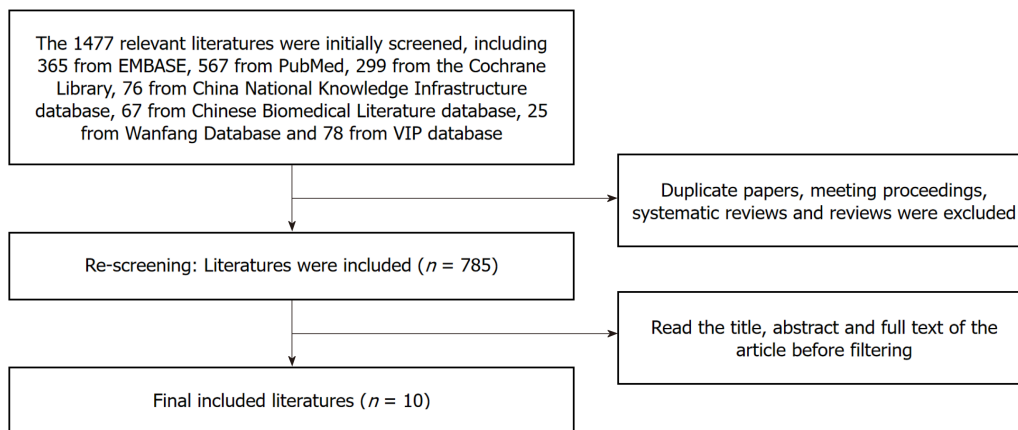 The 1477 relevant literatures were initially screened, including
365 from EMBASE, 567 from PubMed, 299 from the Cochrane
Library, 76 from China National Knowledge Infrastructure
database, 67 from Chinese Biomedical Literature database, 25
from Wanfang Database and 78 from VIP database
Duplicate papers, meeting proceedings,
systematic reviews and reviews were excluded
Re-screening: Literatures were included (n = 785)
Read the title, abstract and full text of the
article before filtering
Final included literatures (n = 10)